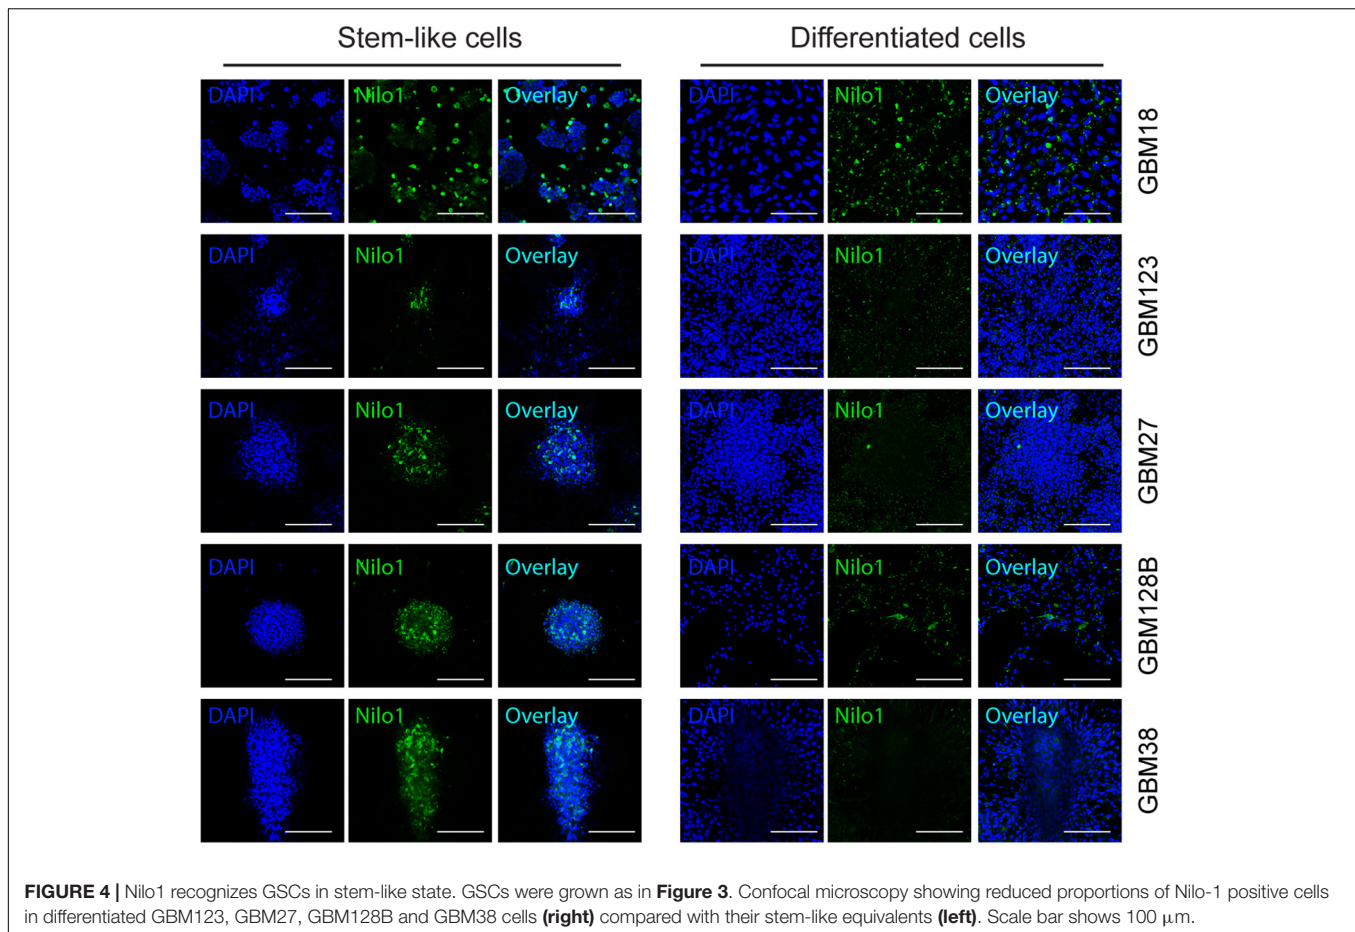 Stem-like cells
Differentiated cells
DAPI Nilo1 Overlay DAPI Nilo1 Overlay GBM18
DAPI Nilo1 Overlay DAPI Nilo1 Overlay GBM123
DAPI Nilo1 Overlay DAPI Nilo1 Overlay GBM27
DAPI Nilo1 Overlay DAPI Nilo1 Overlay GBM128B
DAPI Nilo1 Overlay DAPI Nilo1 Overlay GBM38
FIGURE 4 | Nilo1 recognizes GSCs in stem-like state. GSCs were grown as in Figure 3. Confocal microscopy showing reduced proportions of Nilo-1 positive cells
in differentiated GBM123, GBM27, GBM128B and GBM38 cells (right) compared with their stem-like equivalents (left). Scale bar shows 100 μm.